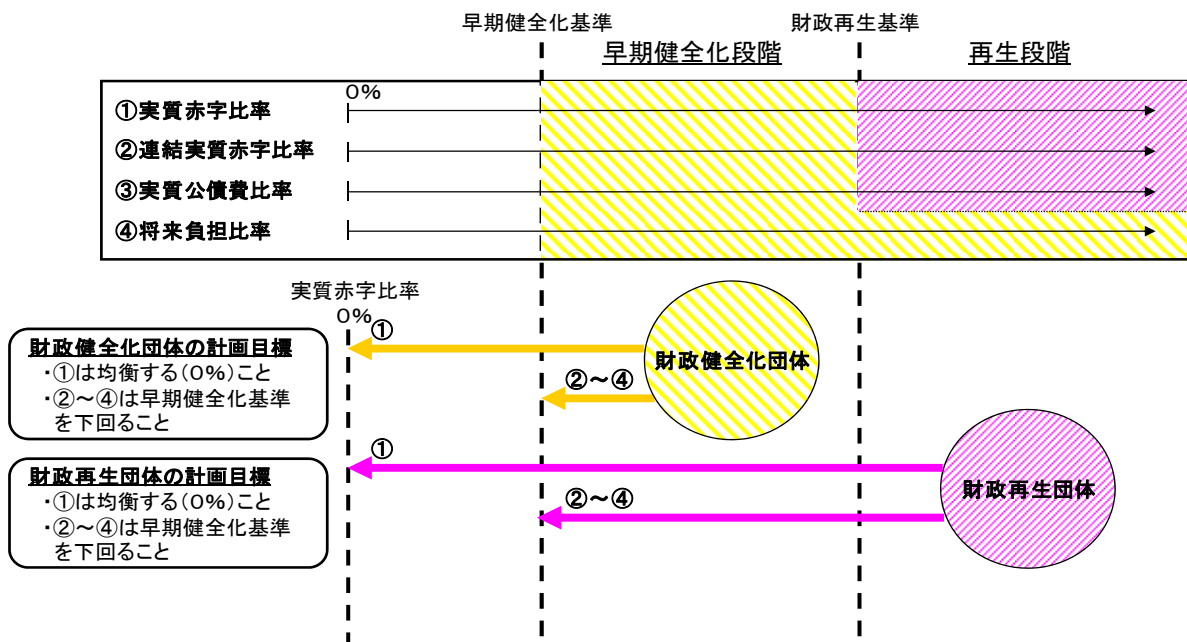 早期健全化基準
財政再生基準
早期健全化段階
再生段階
0%
①実質赤字比率
②連結実質赤字比率
③実質公債費比率
④将来負担比率
実質赤字比率
0%
財政健全化団体の計画目標
・①は均衡する(0%)こと
・②～④は早期健全化基準
を下回ること
①
②～④
財政健全化団体
財政再生団体の計画目標
・①は均衡する(0%)こと
・②～④は早期健全化基準
を下回ること
①
②～④
財政再生団体